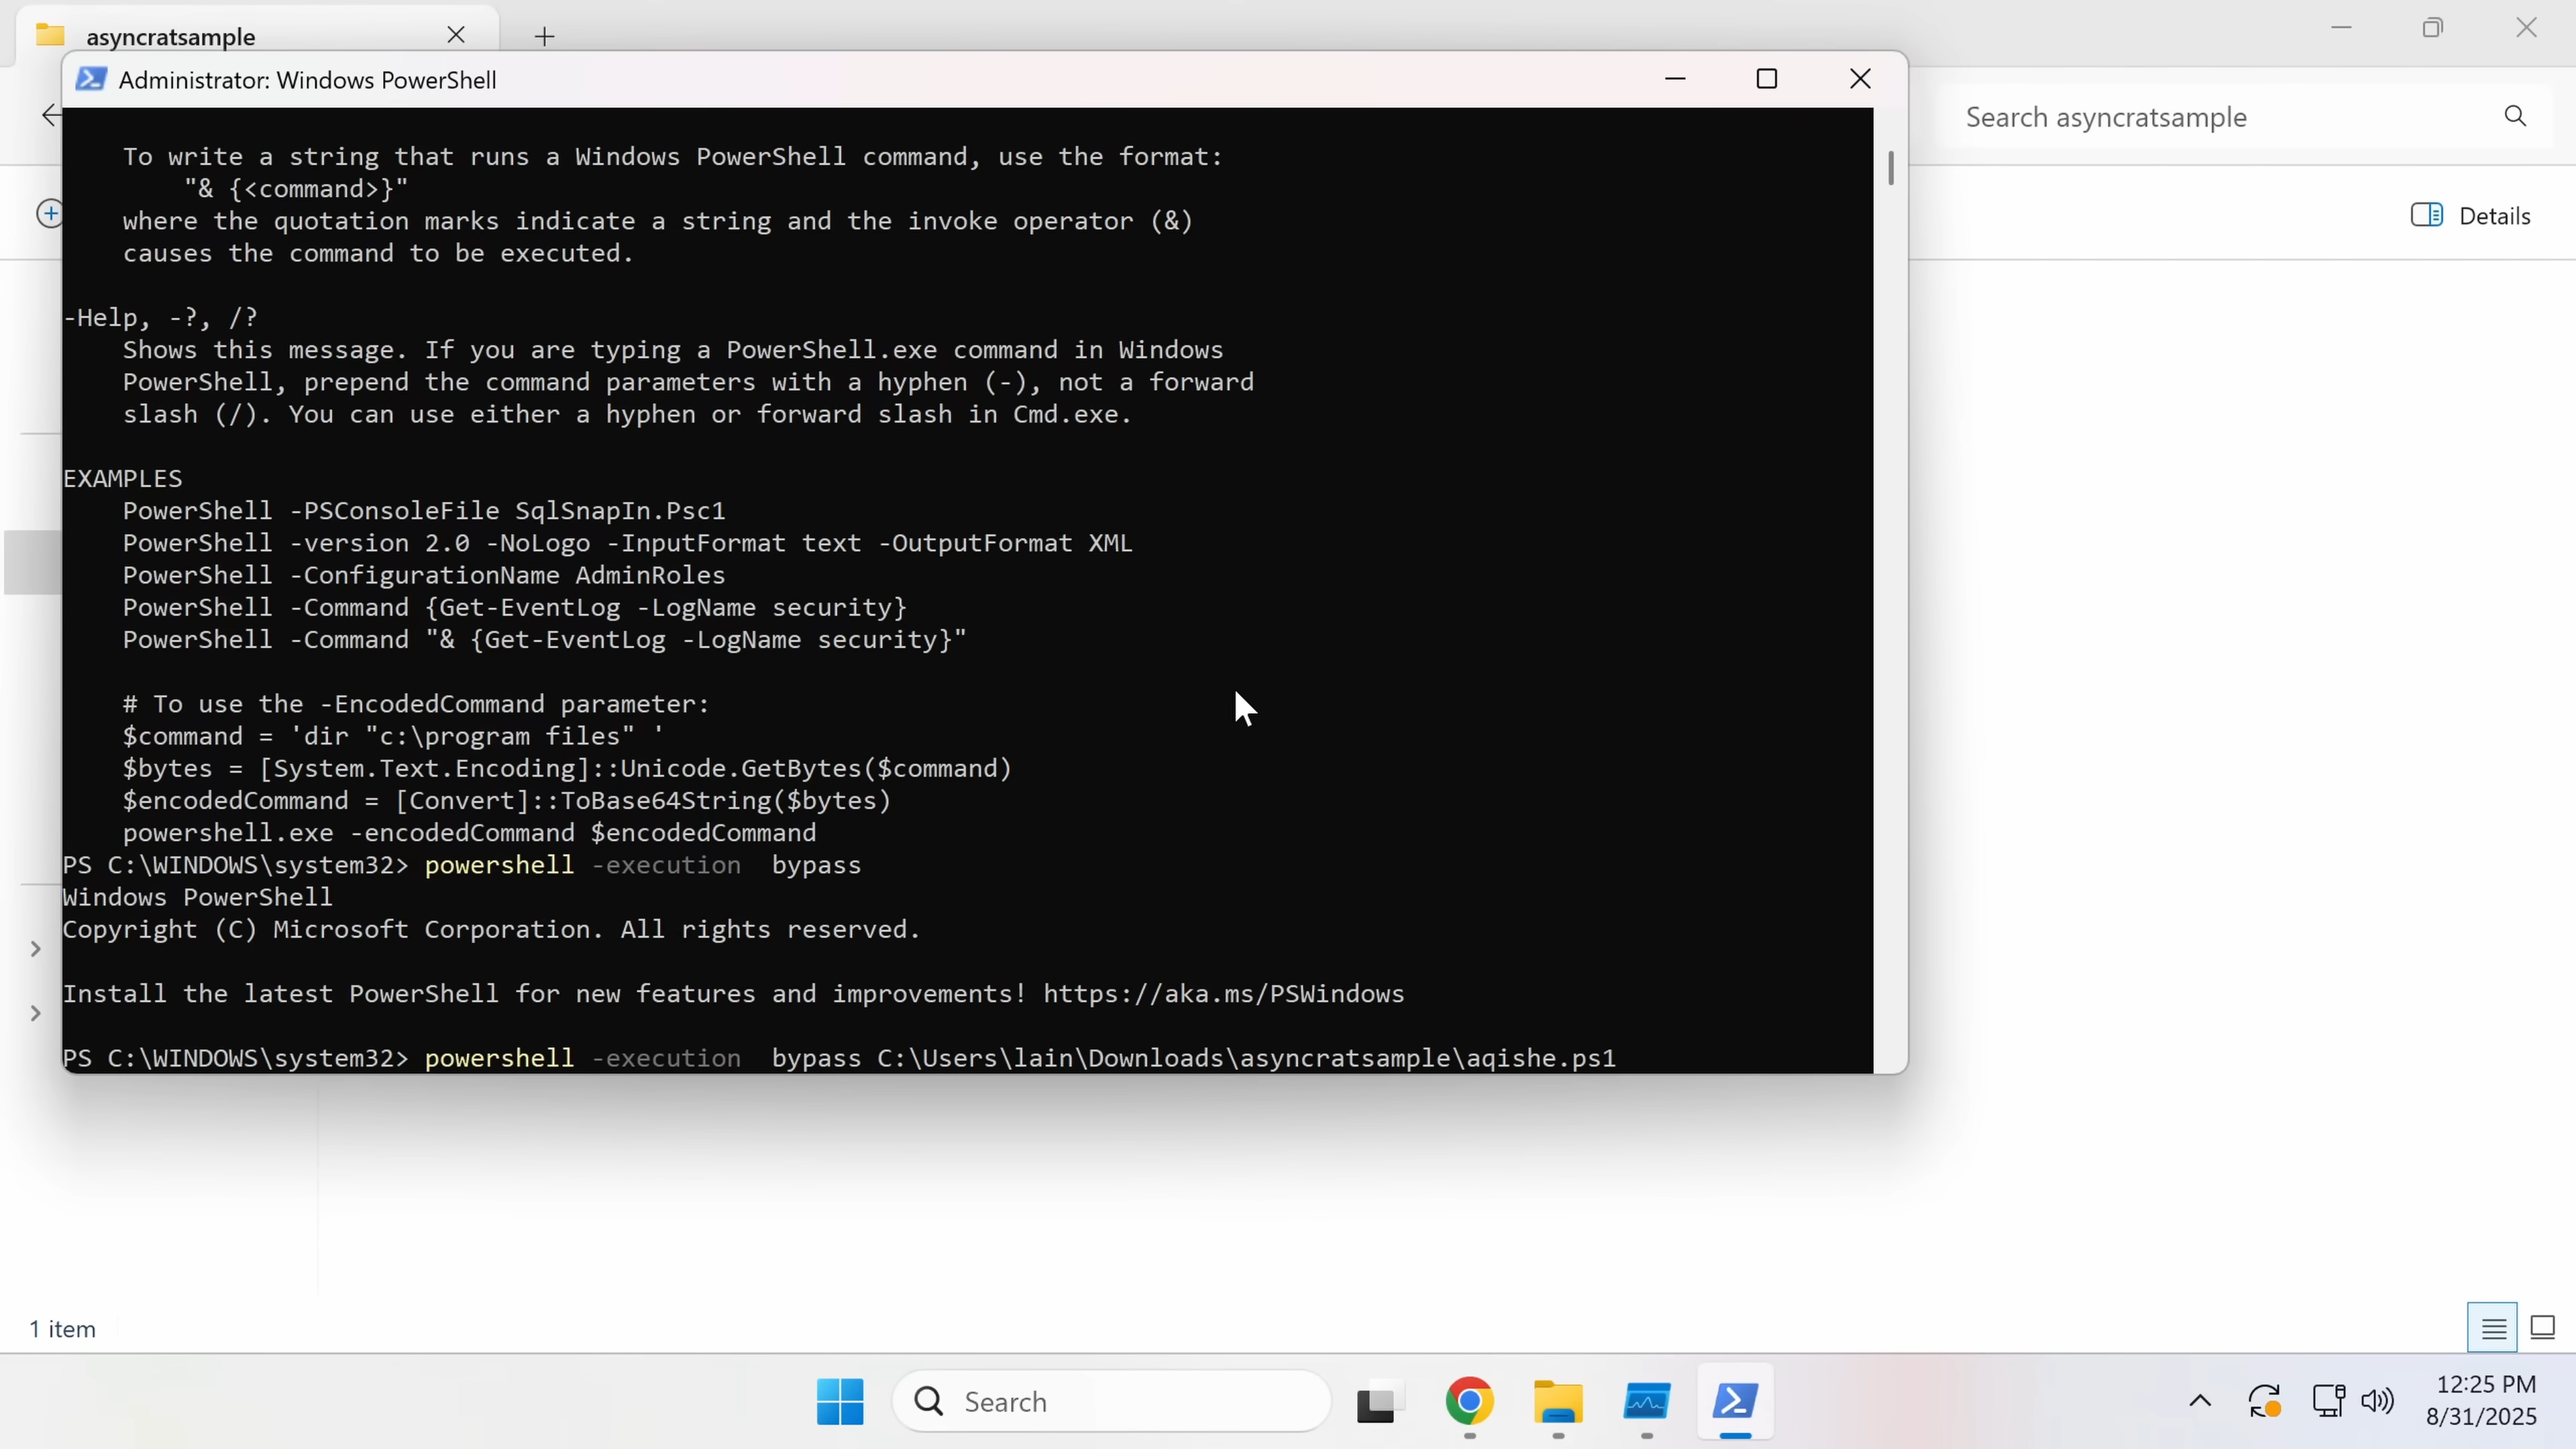 asyncratsample
Administrator: Windows PowerShell
Search asyncratsample
Details
To write a string that runs a Windows PowerShell command, use the format:
"& {<command>}"
where the quotation marks indicate a string and the invoke operator (&)
causes the command to be executed.
-Help, -?, /?
Shows this message. If you are typing a PowerShell.exe command in Windows
PowerShell, prepend the command parameters with a hyphen (-), not a forward
slash (/). You can use either a hyphen or forward slash in Cmd.exe.
EXAMPLES
PowerShell -PSConsoleFile SqlSnapIn.Psc1
PowerShell -version 2.0 -NoLogo -InputFormat text -OutputFormat XML
PowerShell -ConfigurationName AdminRoles
PowerShell -Command {Get-EventLog -LogName security}
PowerShell -Command "& {Get-EventLog -LogName security}"
# To use the -EncodedCommand parameter:
$command = 'dir "c:\program files" '
$bytes = [System.Text.Encoding]::Unicode.GetBytes($command)
$encodedCommand = [Convert]::ToBase64String($bytes)
powershell.exe -encodedCommand $encodedCommand
PS C:\WINDOWS\system32> powershell -execution  bypass
Windows PowerShell
Copyright (C) Microsoft Corporation. All rights reserved.
Install the latest PowerShell for new features and improvements! https://aka.ms/PSWindows
PS C:\WINDOWS\system32> powershell -execution  bypass C:\Users\lain\Downloads\asyncratsample\aqishe.ps1
1 item
Search
12:25 PM
8/31/2025